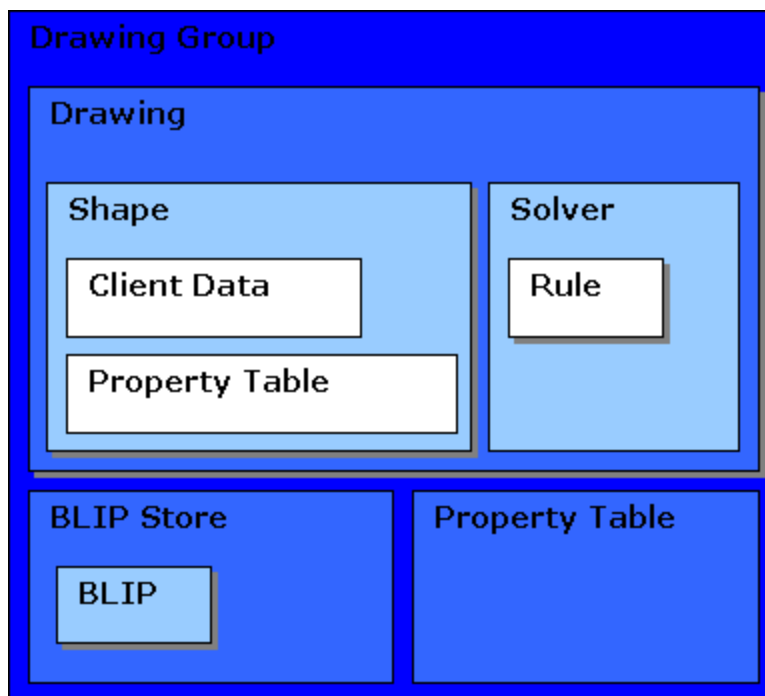 Drawing Group
Drawing
Shape
Solver
Client Data
Rule
Property Table
BLIP Store
Property Table
BLIP